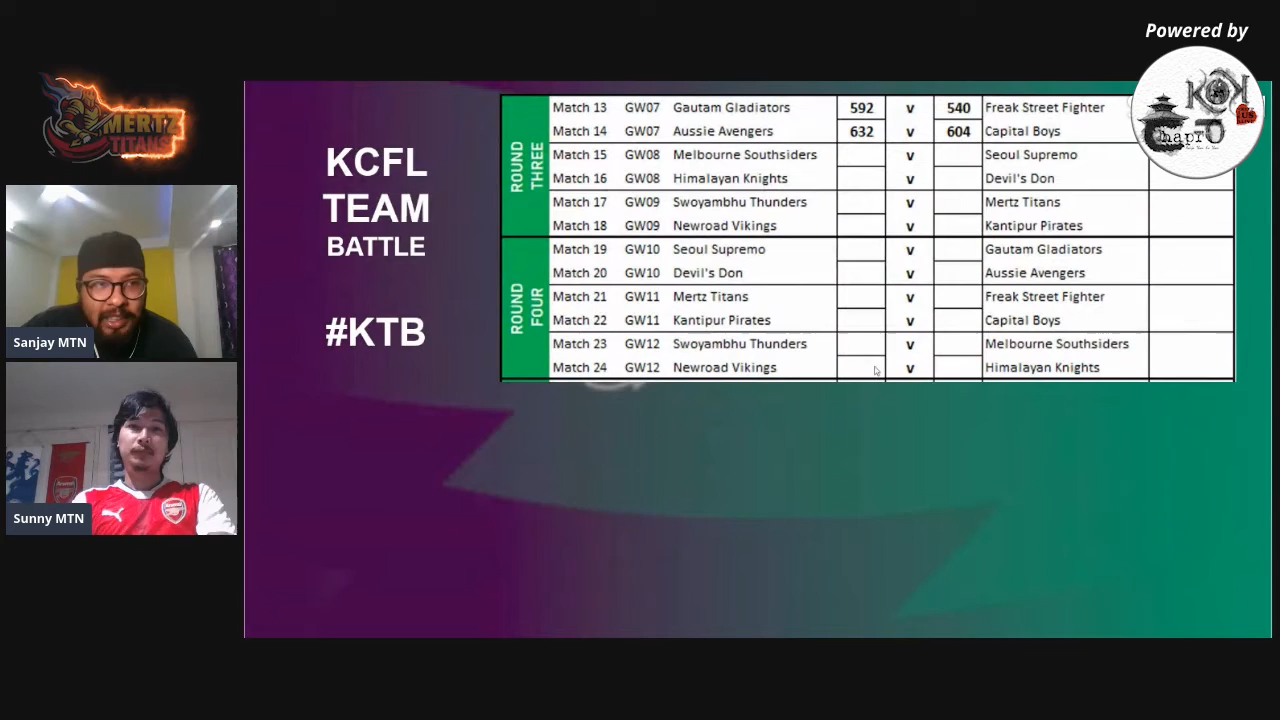 Powered by
MERTZ
TITANS
KCFL
TEAM
BATTLE
#KTB
ROUND THREE
Match 13 GW07 Gautam Gladiators 592 v 540 Freak Street Fighter
Match 14 GW07 Aussie Avengers 632 v 604 Capital Boys
Match 15 GW08 Melbourne Southsiders v Seoul Supremo
Match 16 GW08 Himalayan Knights v Devil's Don
Match 17 GW09 Swoyambhu Thunders v Mertz Titans
Match 18 GW09 Newroad Vikings v Kantipur Pirates
ROUND FOUR
Match 19 GW10 Seoul Supremo v Gautam Gladiators
Match 20 GW10 Devil's Don v Aussie Avengers
Match 21 GW11 Mertz Titans v Freak Street Fighter
Match 22 GW11 Kantipur Pirates v Capital Boys
Match 23 GW12 Swoyambhu Thunders v Melbourne Southsiders
Match 24 GW12 Newroad Vikings v Himalayan Knights
Sanjay MTN
Arsenal
Sunny MTN